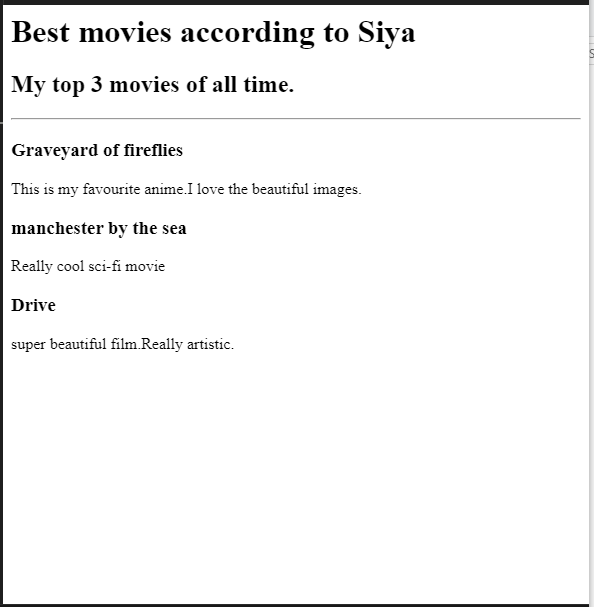 Best movies according to Siya
My top 3 movies of all time.
Graveyard of fireflies
This is my favourite anime.I love the beautiful images.
manchester by the sea
Really cool sci-fi movie
Drive
super beautiful film.Really artistic.